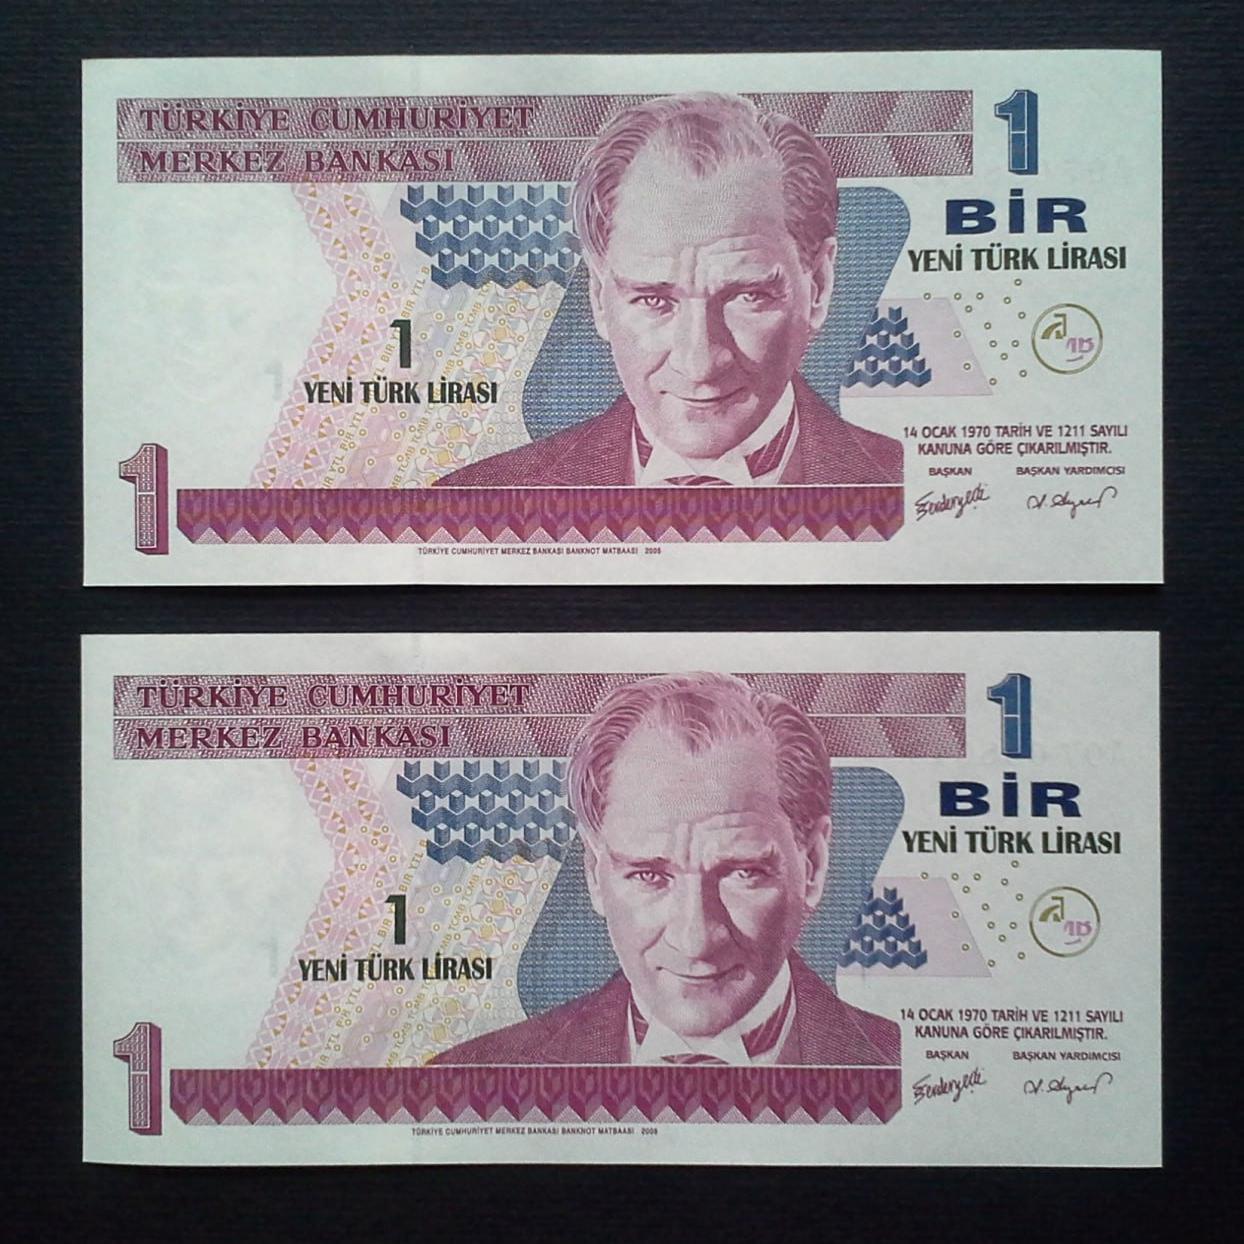 TÜRKİYE CUMHURİYET
MERKEZ BANKASI
1
BİR
YENİ TÜRK LİRASI
1
YENİ TÜRK LİRASI
14 OCAK 1970 TARİH VE 1211 SAYILI
KANUNA GÖRE ÇIKARILMIŞTIR.
BAŞKAN BAŞKAN YARDIMCISI
1
TÜRKİYE CUMHURİYET MERKEZ BANKASI BANKNOT MATBAASI 2005
TÜRKİYE CUMHURİYET
MERKEZ BANKASI
1
BİR
YENİ TÜRK LİRASI
1
YENİ TÜRK LİRASI
14 OCAK 1970 TARİH VE 1211 SAYILI
KANUNA GÖRE ÇIKARILMIŞTIR.
BAŞKAN BAŞKAN YARDIMCISI
1
TÜRKİYE CUMHURİYET MERKEZ BANKASI BANKNOT MATBAASI 2005